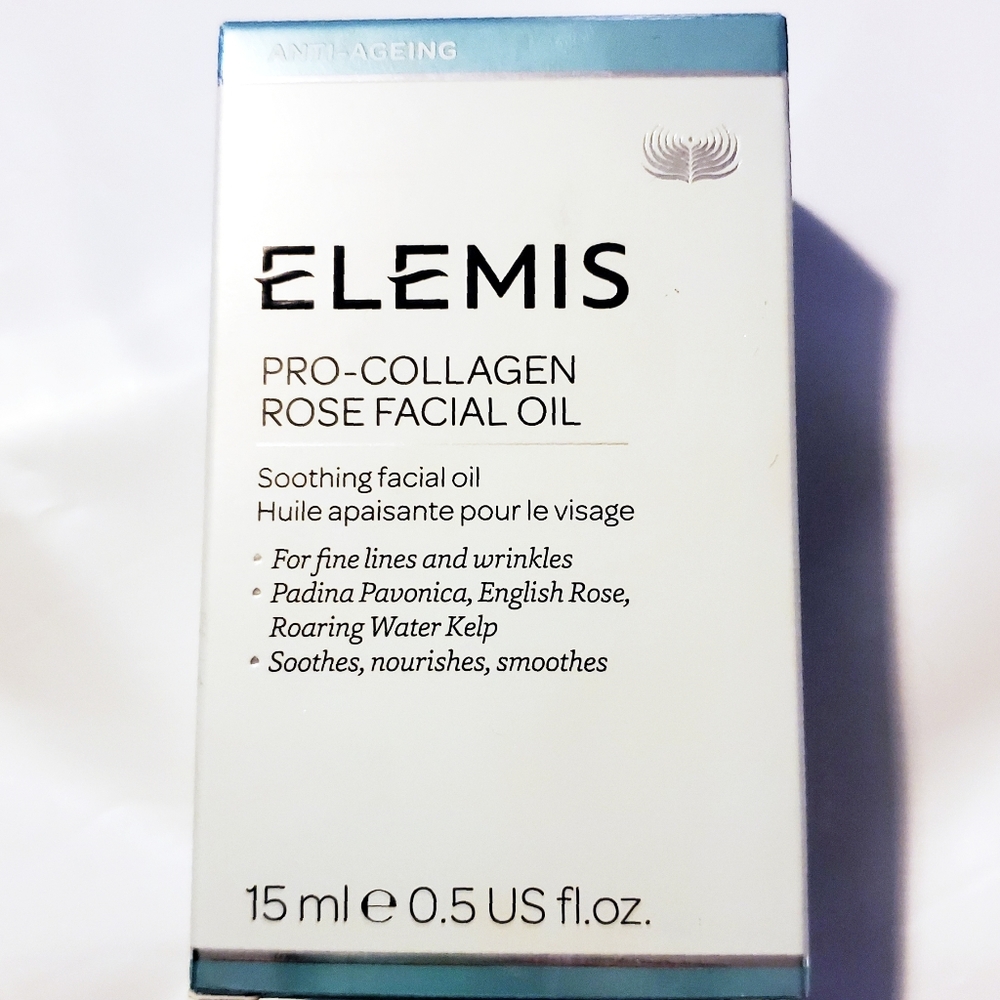 ANTI-AGEING
ELEMIS
PRO-COLLAGEN
ROSE FACIAL OIL
Soothing facial oil
Huile apaisante pour le visage
• For fine lines and wrinkles
• Padina Pavonica, English Rose,
Roaring Water Kelp
• Soothes, nourishes, smoothes
15 ml ℮ 0.5 US fl.oz.